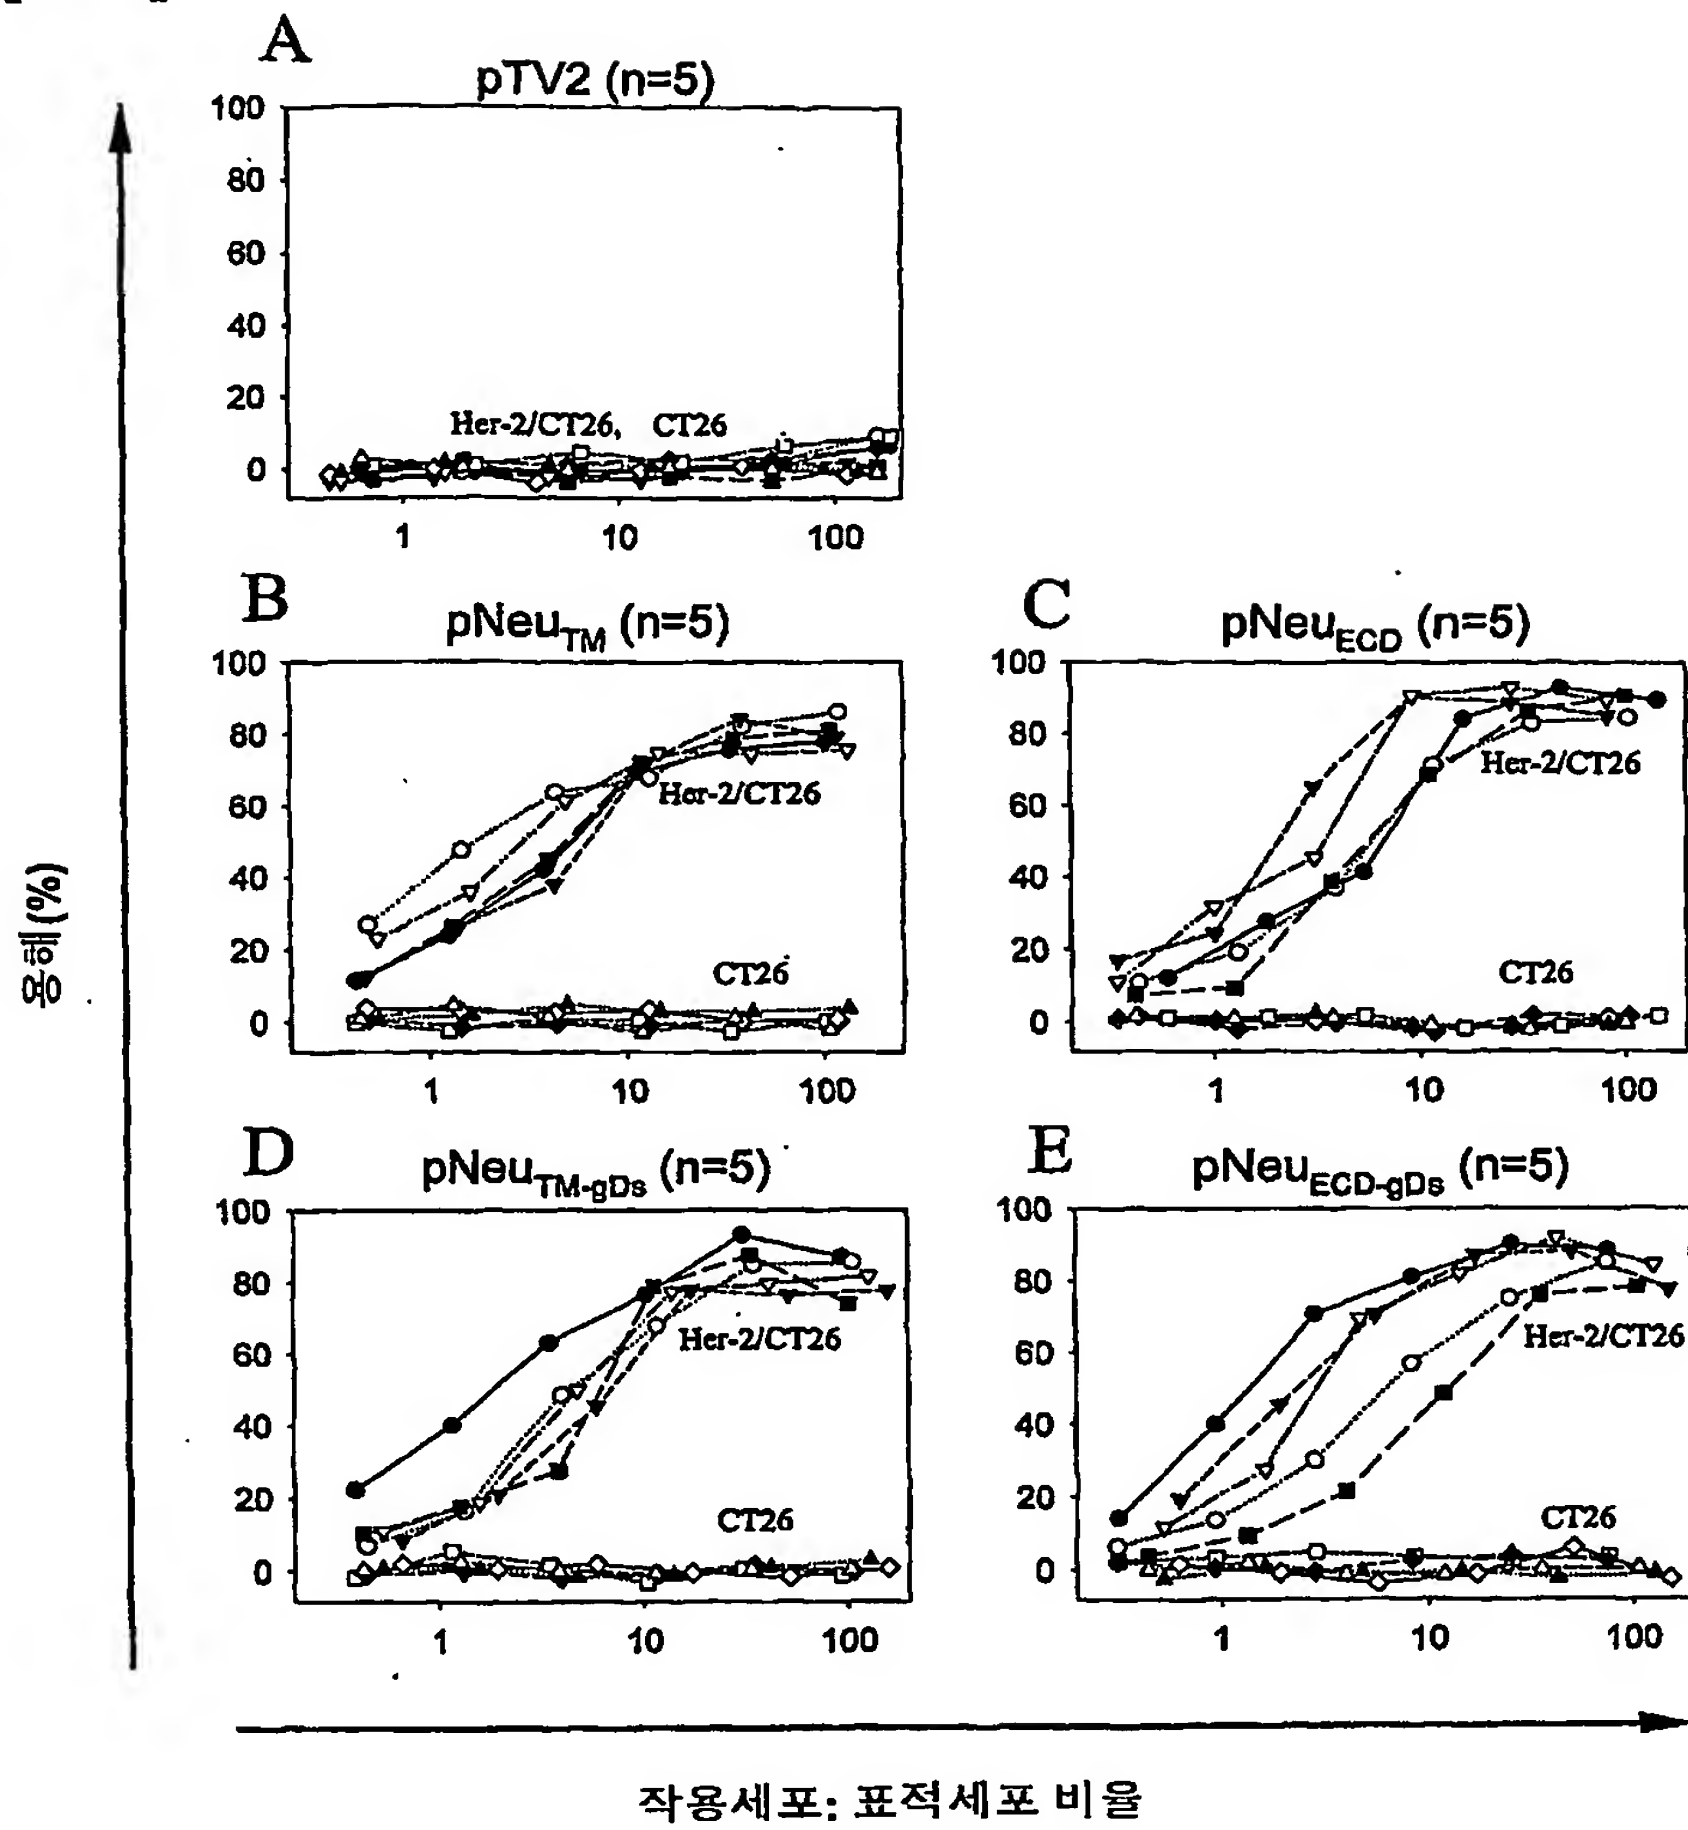 A
pTV2 (n=5)
100
80
60
40
20
0
Her-2/CT26, CT26
1 10 100
B
pNeuTM (n=5)
100
80
60
40
20
0
Her-2/CT26
CT26
1 10 100
C
pNeuECD (n=5)
100
80
60
40
20
0
Her-2/CT26
CT26
1 10 100
D
pNeuTM-gDs (n=5)
100
80
60
40
20
0
Her-2/CT26
CT26
1 10 100
E
pNeuECD-gDs (n=5)
100
80
60
40
20
0
Her-2/CT26
CT26
1 10 100
용해(%)
작용세포: 표적세포 비율